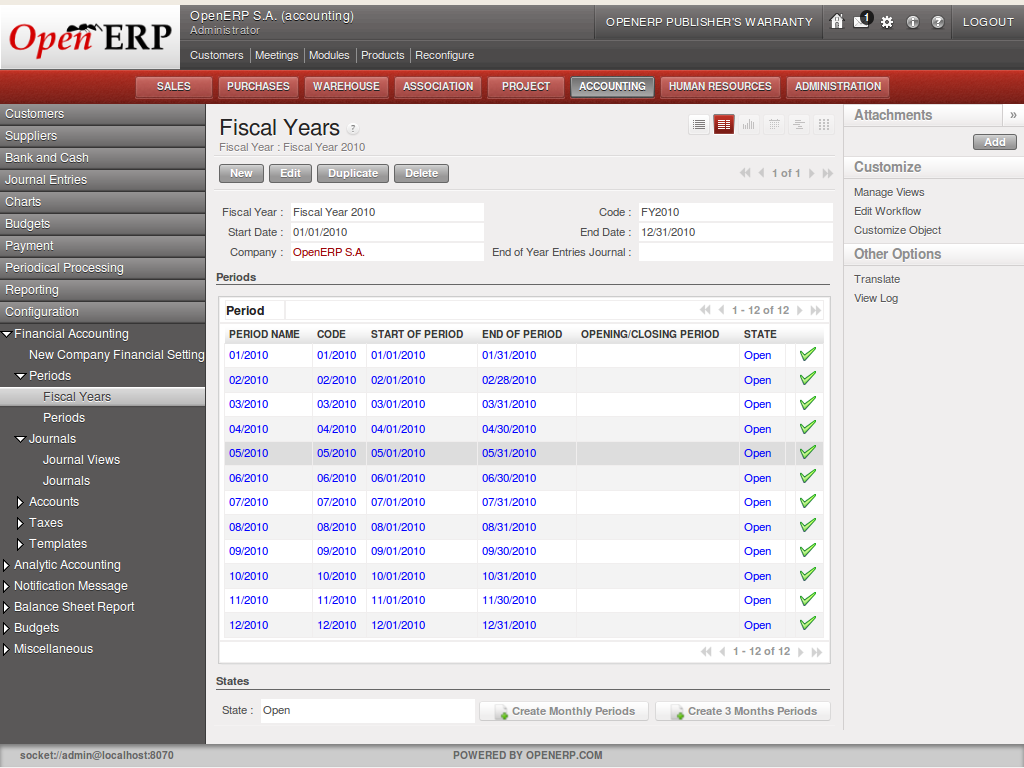 Open ERP
OpenERP S.A. (accounting)
Administrator
Customers Meetings Modules Products Reconfigure
OPENERP PUBLISHER'S WARRANTY 1 LOGOUT
SALES PURCHASES WAREHOUSE ASSOCIATION PROJECT ACCOUNTING HUMAN RESOURCES ADMINISTRATION
Customers
Suppliers
Bank and Cash
Journal Entries
Charts
Budgets
Payment
Periodical Processing
Reporting
Configuration
Financial Accounting
New Company Financial Setting
Periods
Fiscal Years
Periods
Journals
Journal Views
Journals
Accounts
Taxes
Templates
Analytic Accounting
Notification Message
Balance Sheet Report
Budgets
Miscellaneous
Fiscal Years ?
Fiscal Year : Fiscal Year 2010
New Edit Duplicate Delete 1 of 1
Fiscal Year : Fiscal Year 2010 Code : FY2010
Start Date : 01/01/2010 End Date : 12/31/2010
Company : OpenERP S.A. End of Year Entries Journal :
Periods
Period 1 - 12 of 12
PERIOD NAME CODE START OF PERIOD END OF PERIOD OPENING/CLOSING PERIOD STATE
01/2010 01/2010 01/01/2010 01/31/2010 Open
02/2010 02/2010 02/01/2010 02/28/2010 Open
03/2010 03/2010 03/01/2010 03/31/2010 Open
04/2010 04/2010 04/01/2010 04/30/2010 Open
05/2010 05/2010 05/01/2010 05/31/2010 Open
06/2010 06/2010 06/01/2010 06/30/2010 Open
07/2010 07/2010 07/01/2010 07/31/2010 Open
08/2010 08/2010 08/01/2010 08/31/2010 Open
09/2010 09/2010 09/01/2010 09/30/2010 Open
10/2010 10/2010 10/01/2010 10/31/2010 Open
11/2010 11/2010 11/01/2010 11/30/2010 Open
12/2010 12/2010 12/01/2010 12/31/2010 Open
1 - 12 of 12
States
State : Open Create Monthly Periods Create 3 Months Periods
Attachments »
Add
Customize
Manage Views
Edit Workflow
Customize Object
Other Options
Translate
View Log
socket://admin@localhost:8070 POWERED BY OPENERP.COM